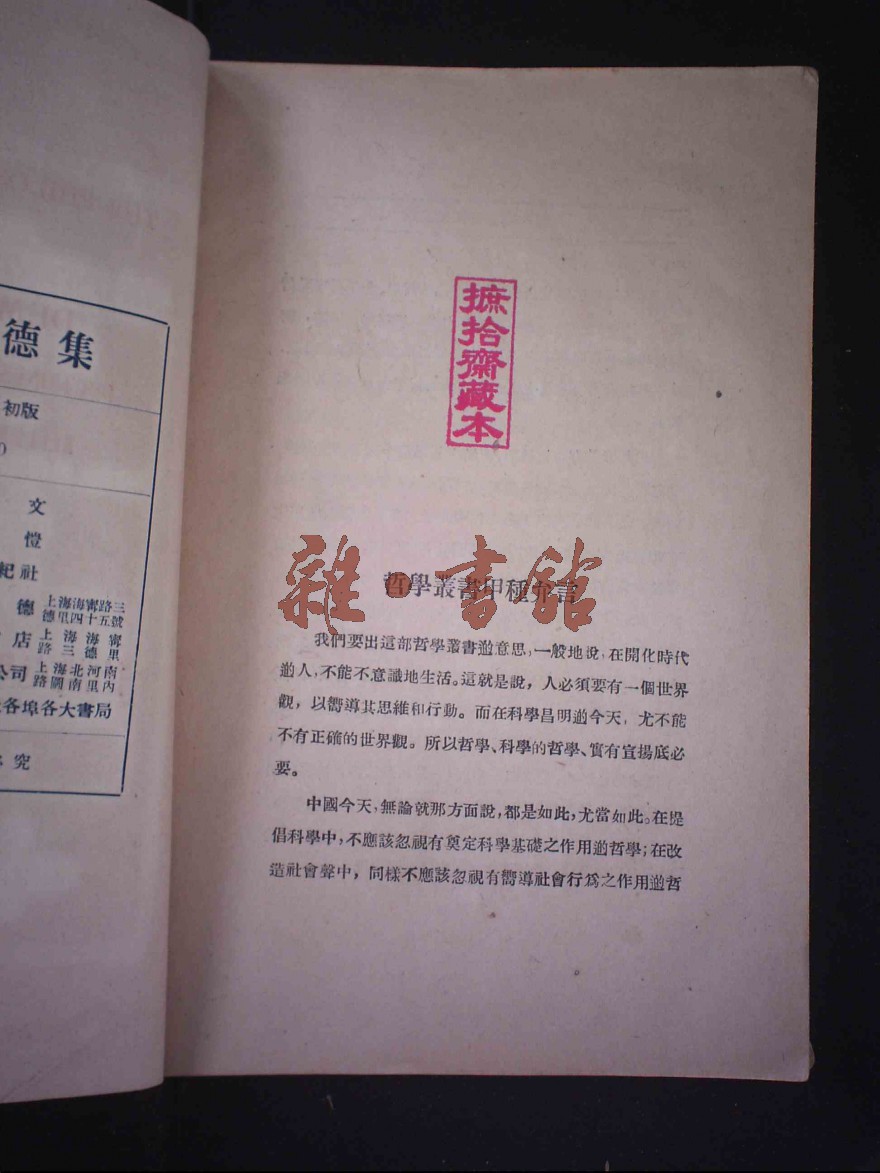 德集
初版
文
愷
紀社
德 上海海甯路三
德里四十五號
店 上海海甯
路三德里
公司 上海北河南
路圖南里內
各埠各大書局
究
摭拾齋藏本
雜·書館
哲學叢書甲種弁言
我們要出這部哲學叢書底意思,一般地說,在開化時代
人,不能不意識地生活。這就是說,人必須要有一個世界
觀,以嚮導其思維和行動。而在科學昌明今天,尤不能
不有正確的世界觀。所以哲學、科學的哲學、實有宣揚底必
要。
中國今天,無論就那方面說,都是如此,尤當如此。在提
倡科學中,不應該忽視有奠定科學基礎之作用哲學;在改
造社會聲中,同樣不應該忽視有嚮導社會行爲之作用哲